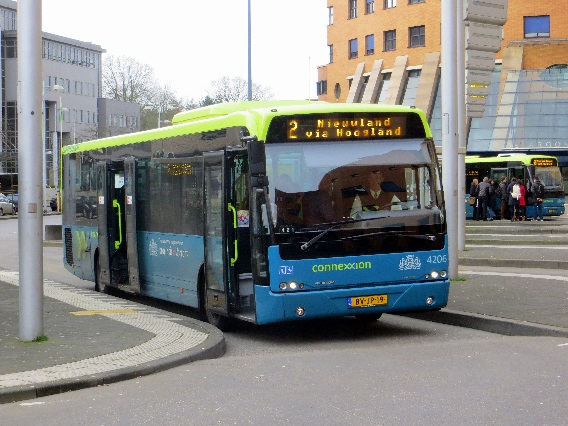 2 Nieuwland
via Hoogland
connexxion
4206
BV-JP-19